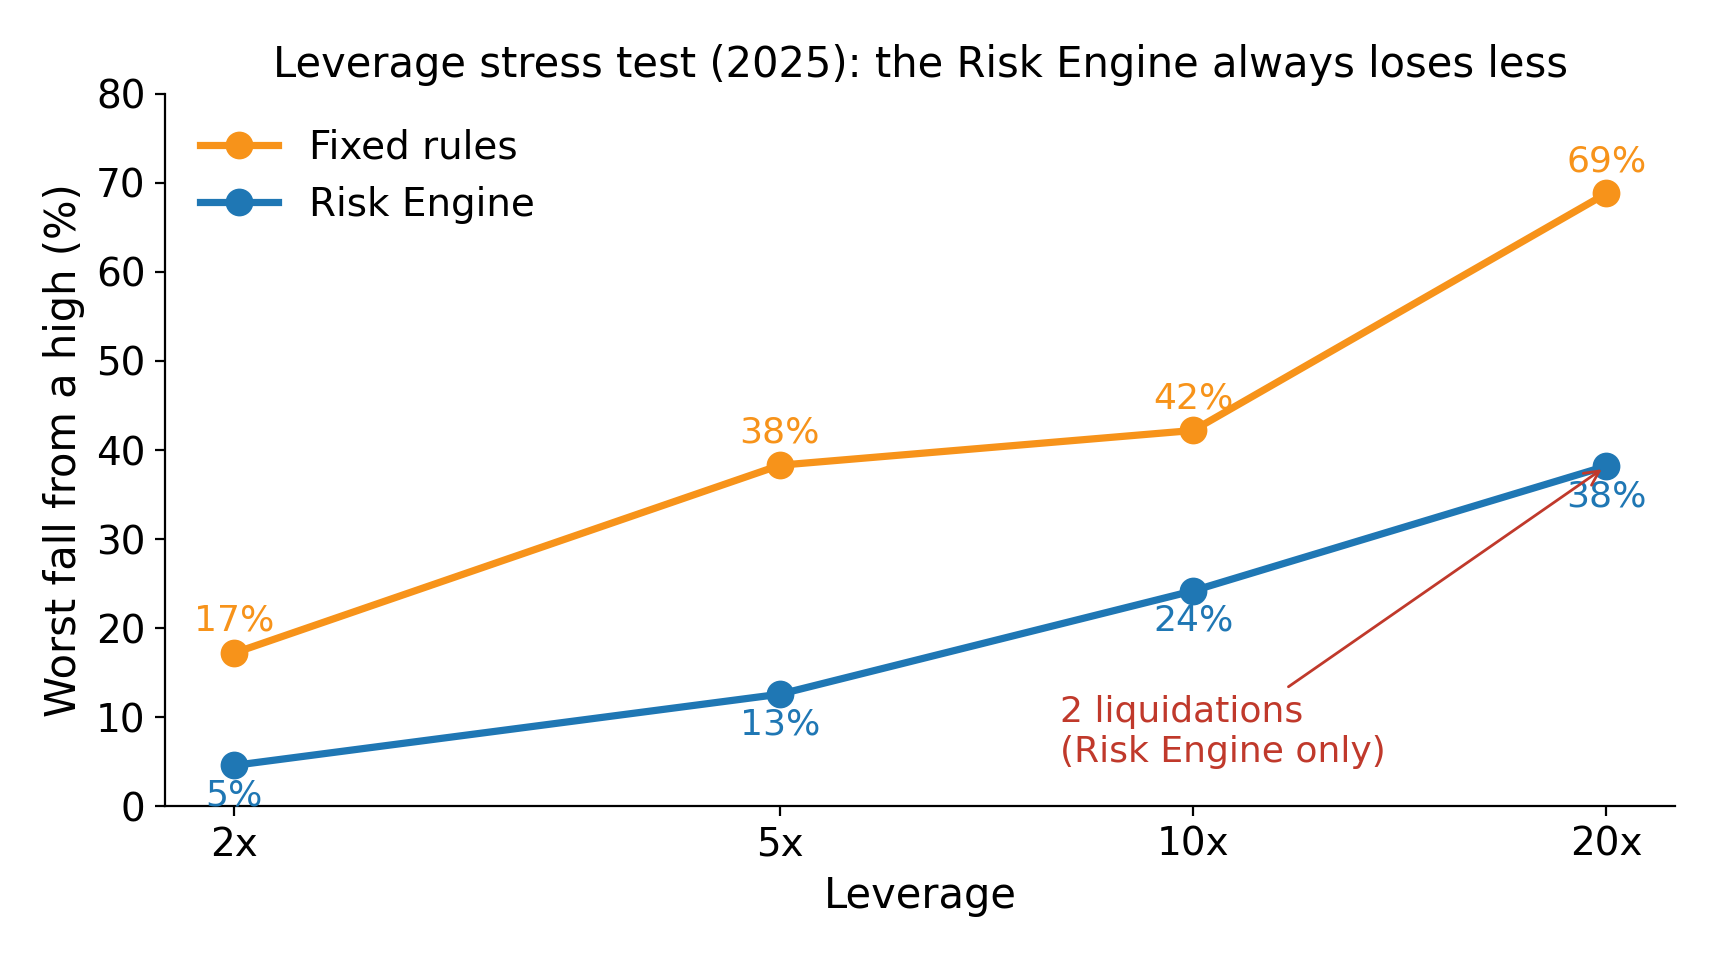 Leverage stress test (2025): the Risk Engine always loses less
Fixed rules
Risk Engine
Worst fall from a high (%)
80
70
60
50
40
30
20
10
0
17%
38%
42%
69%
5%
13%
24%
38%
2 liquidations
(Risk Engine only)
2x
5x
10x
20x
Leverage